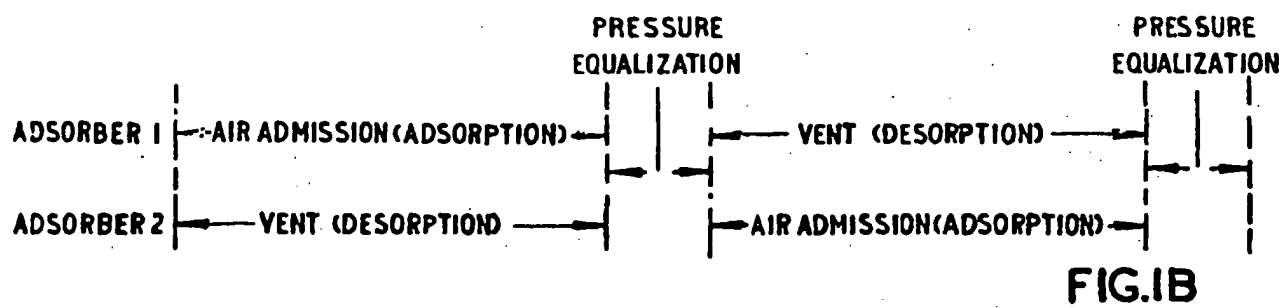 PRESSURE EQUALIZATION
PRESSURE EQUALIZATION
ADSORBER 1 AIR ADMISSION (ADSORPTION) VENT (DESORPTION)
ADSORBER 2 VENT (DESORPTION) AIR ADMISSION (ADSORPTION)
FIG.1B